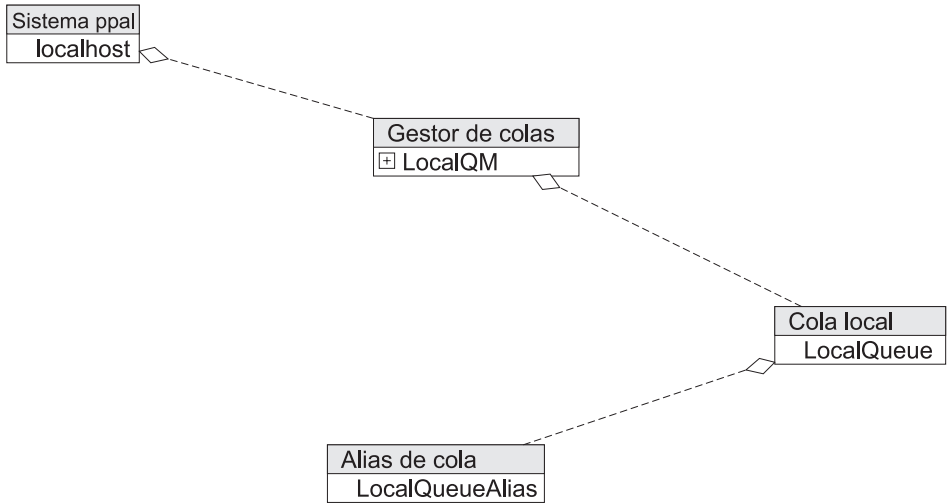 Sistema ppal
localhost
Gestor de colas
LocalQM
Cola local
LocalQueue
Alias de cola
LocalQueueAlias